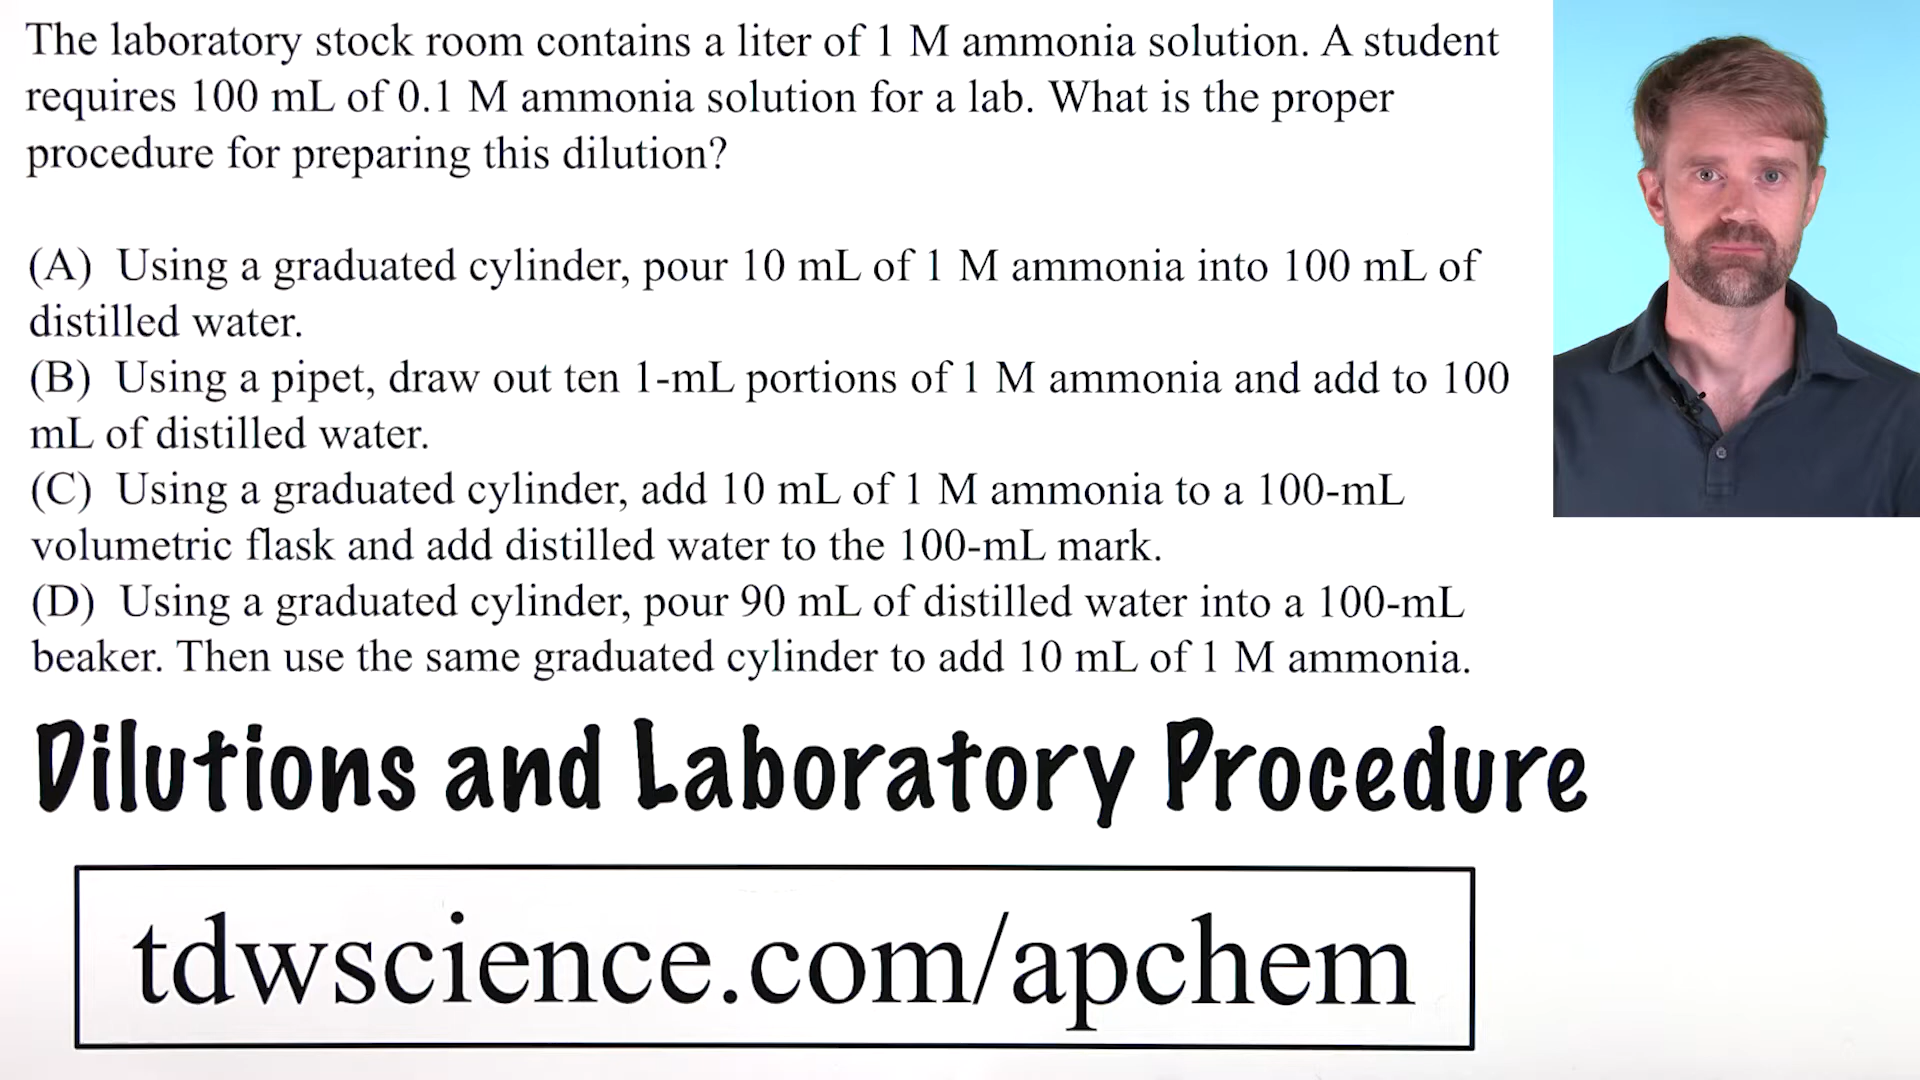 The laboratory stock room contains a liter of 1 M ammonia solution. A student
requires 100 mL of 0.1 M ammonia solution for a lab. What is the proper
procedure for preparing this dilution?
(A) Using a graduated cylinder, pour 10 mL of 1 M ammonia into 100 mL of
distilled water.
(B) Using a pipet, draw out ten 1-mL portions of 1 M ammonia and add to 100
mL of distilled water.
(C) Using a graduated cylinder, add 10 mL of 1 M ammonia to a 100-mL
volumetric flask and add distilled water to the 100-mL mark.
(D) Using a graduated cylinder, pour 90 mL of distilled water into a 100-mL
beaker. Then use the same graduated cylinder to add 10 mL of 1 M ammonia.
Dilutions and Laboratory Procedure
tdwscience.com/apchem